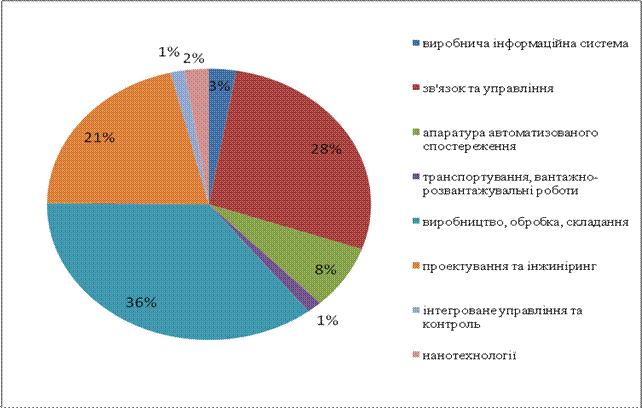 1%
2%
3%
28%
21%
8%
1%
36%
виробнича інформаційна система
зв'язок та управління
апаратура автоматизованого
спостереження
транспортування, вантажно-
розвантажувальні роботи
виробництво, обробка, складання
проектування та інжиніринг
інтегроване управління та
контроль
нанотехнології